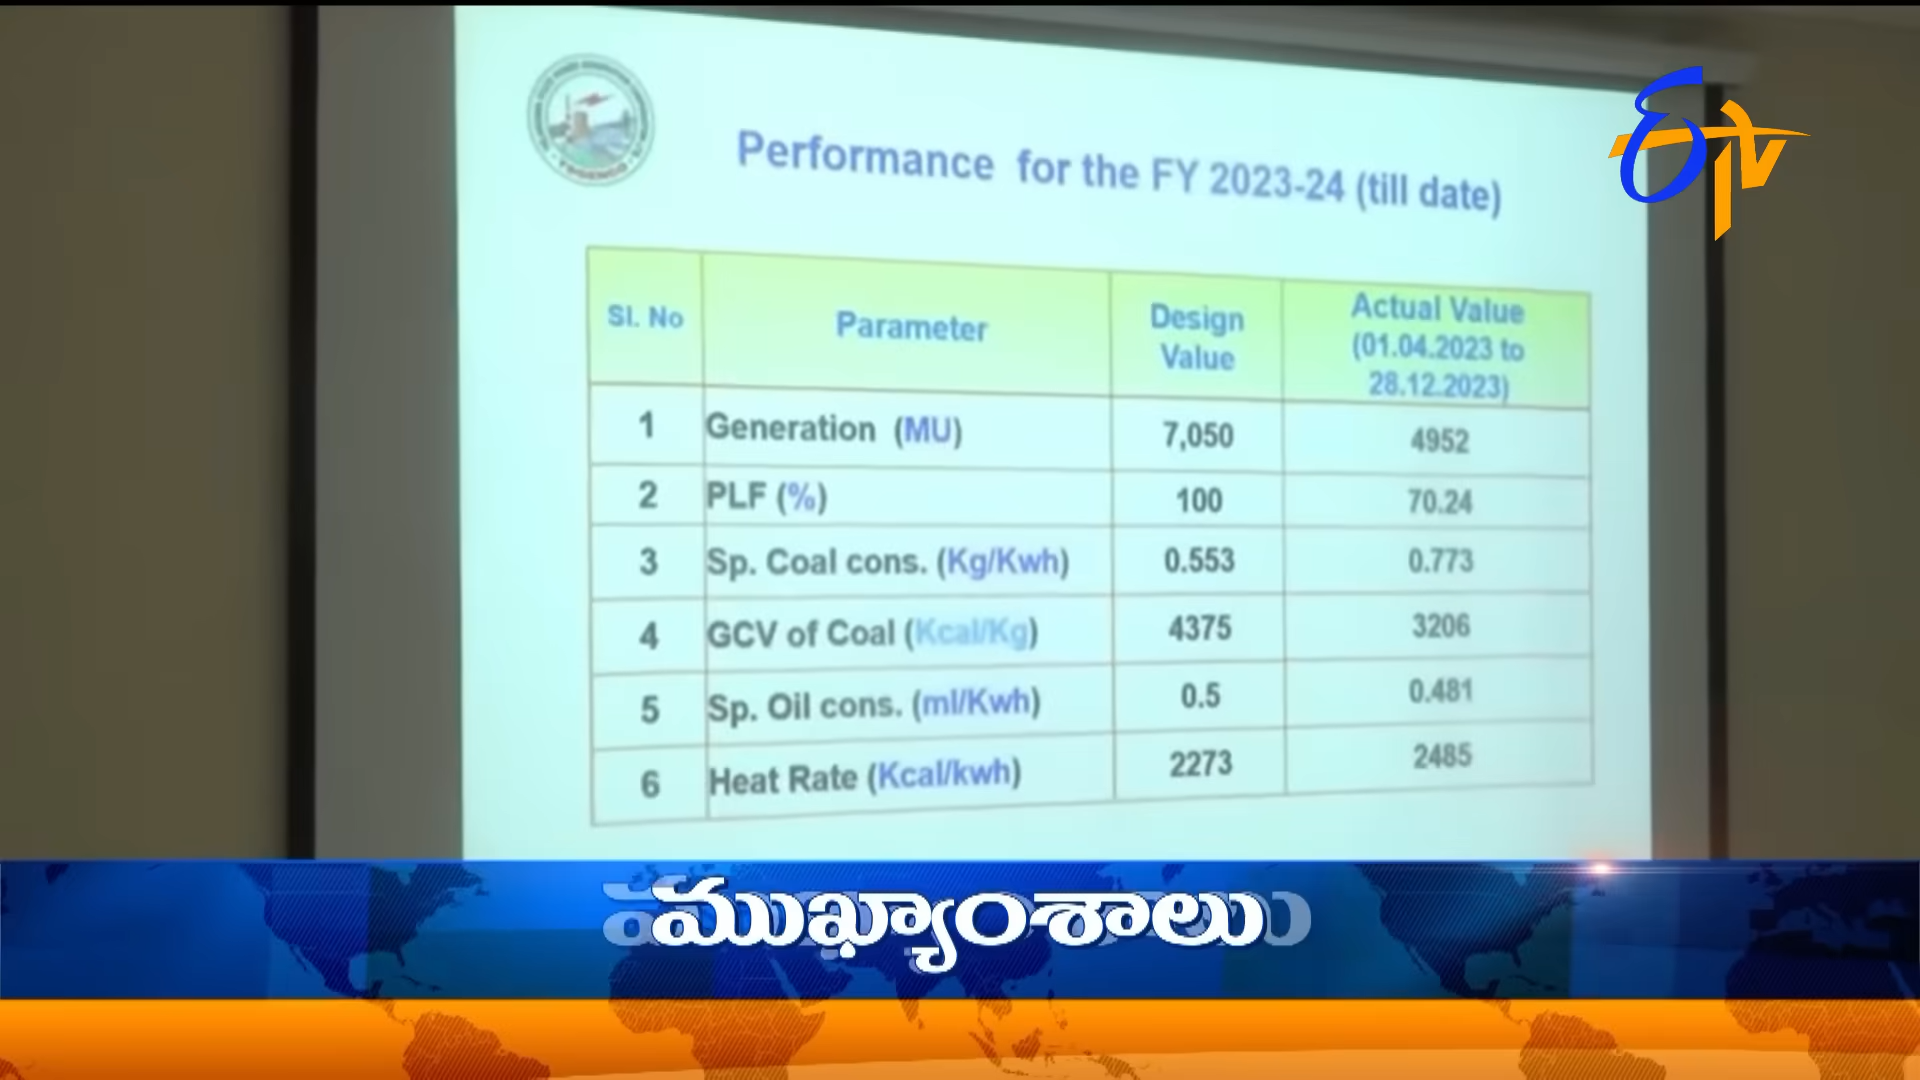 Performance for the FY 2023-24 (till date)
ETV
Sl. No Parameter Design Value Actual Value (01.04.2023 to 28.12.2023)
1 Generation (MU) 7,050 4952
2 PLF (%) 100 70.24
3 Sp. Coal cons. (Kg/Kwh) 0.553 0.773
4 GCV of Coal (Kcal/Kg) 4375 3206
5 Sp. Oil cons. (ml/Kwh) 0.5 0.481
6 Heat Rate (Kcal/kwh) 2273 2485
ముఖ్యాంశాలు